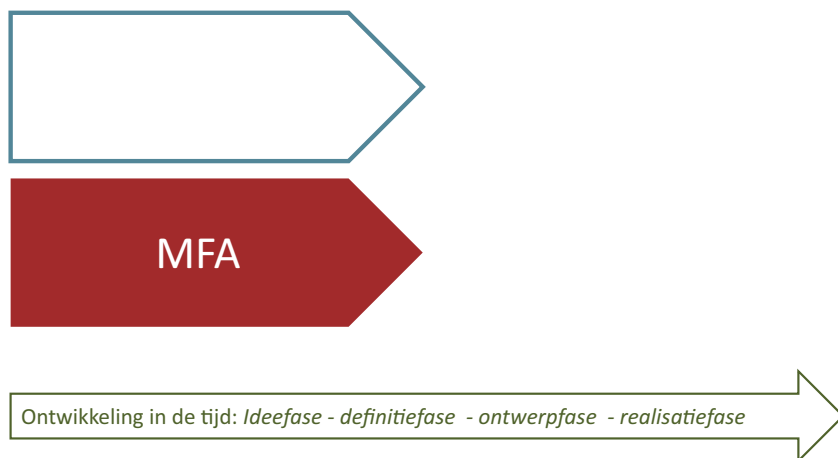 MFA
Ontwikkeling in de tijd: Ideefase - definitiefase - ontwerpfase - realisatiefase